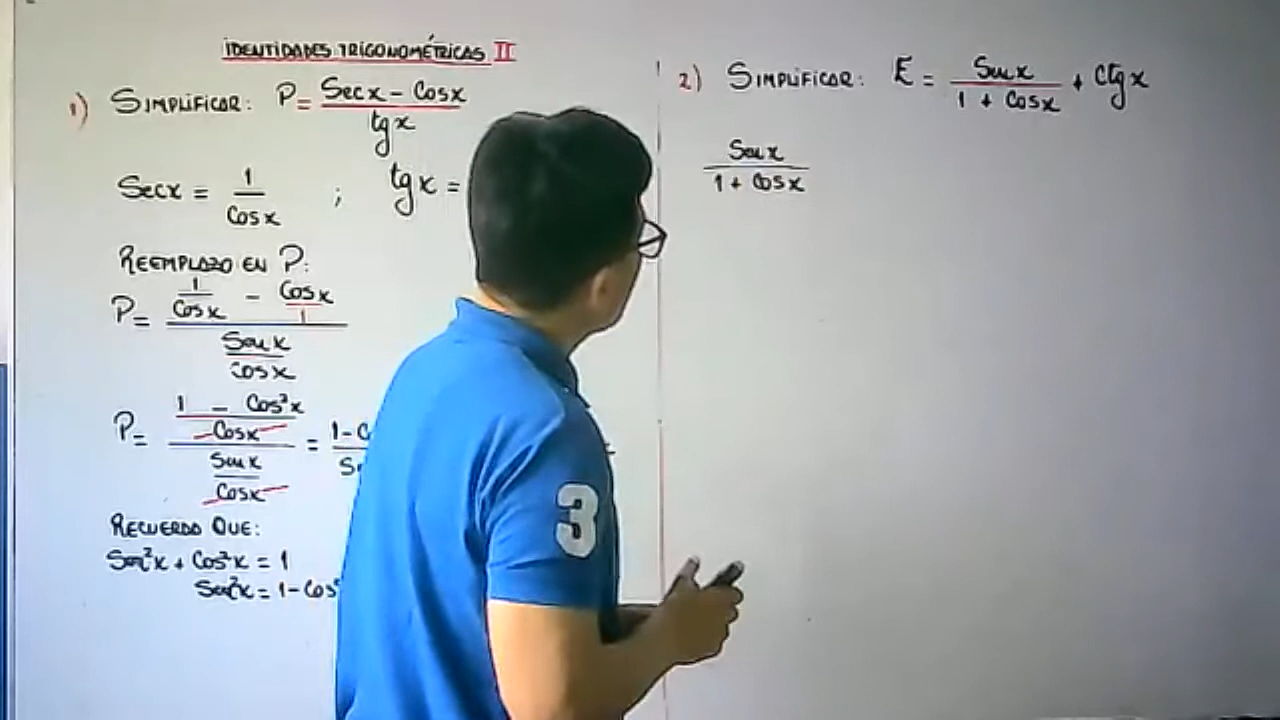 IDENTIDADES TRIGONOMÉTRICAS II
1) SIMPLIFICAR: P = (Secx - Cosx) / tgx
Secx = 1 / Cosx ; tgx =
REEMPLAZO EN P:
P = (1/Cosx - Cosx/1) / (Senx/Cosx)
P = ((1 - Cos²x)/Cosx) / (Senx/Cosx) =
RECUERDO QUE:
Sen²x + Cos²x = 1
Sen²x = 1 - Cos
2) SIMPLIFICAR: E = Senx / (1 + Cosx) + Ctgx
Senx / (1 + Cosx)
3